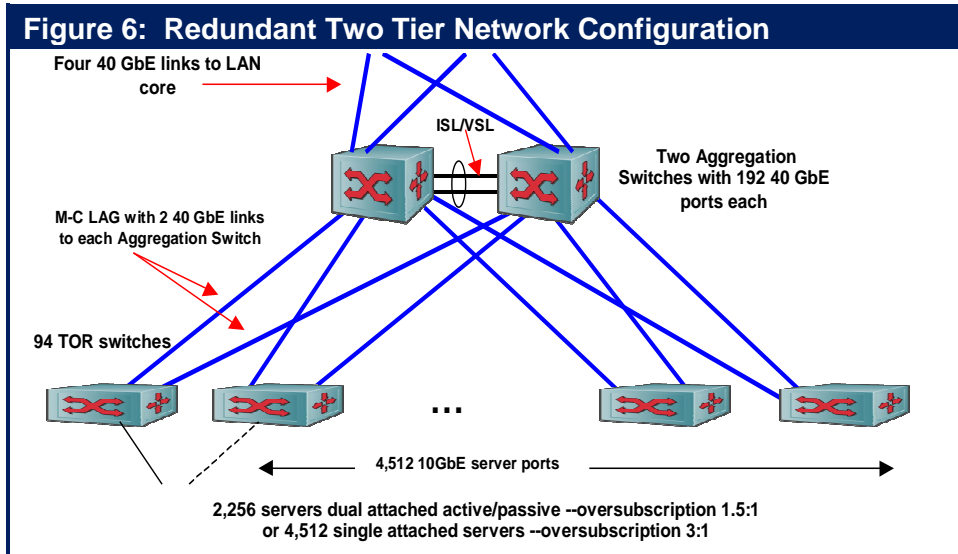 Figure 6: Redundant Two Tier Network Configuration
Four 40 GbE links to LAN
core
ISL/VSL
Two Aggregation
Switches with 192 40 GbE
ports each
M-C LAG with 2 40 GbE links
to each Aggregation Switch
94 TOR switches
...
4,512 10GbE server ports
2,256 servers dual attached active/passive --oversubscription 1.5:1
or 4,512 single attached servers --oversubscription 3:1